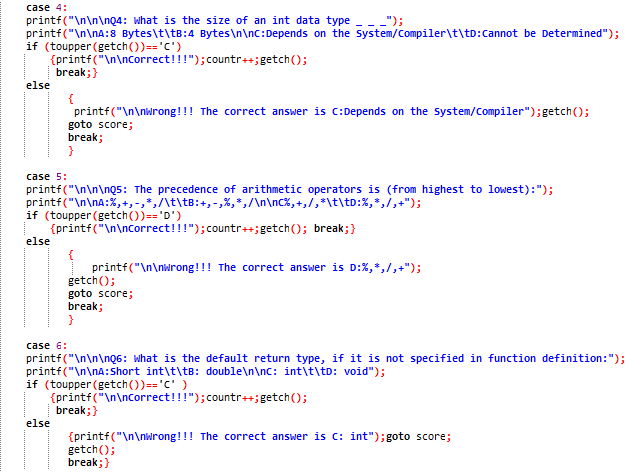 case 4:
printf("\n\n\nQ4: What is the size of an int data type _ _ _");
printf("\n\nA:8 Bytes\t\tB:4 Bytes\n\nC:Depends on the System/Compiler\t\tD:Cannot be Determined");
if (toupper(getch())=='C')
{printf("\n\nCorrect!!!");countr++;getch();
break;}
else
{
printf("\n\nWrong!!! The correct answer is C:Depends on the System/Compiler");getch();
goto score;
break;
}
case 5:
printf("\n\n\nQ5: The precedence of arithmetic operators is (from highest to lowest):");
printf("\n\nA:%,+,-,*,/\t\tB:+,-,%,*,/\n\nC%,+,/,*\t\tD:%,*,/,+");
if (toupper(getch())=='D')
{printf("\n\nCorrect!!!");countr++;getch(); break;}
else
{
printf("\n\nWrong!!! The correct answer is D:%,*,/,+");
getch();
goto score;
break;
}
case 6:
printf("\n\n\nQ6: What is the default return type, if it is not specified in function definition:");
printf("\n\nA:Short int\t\tB: double\n\nC: int\t\tD: void");
if (toupper(getch())=='C' )
{printf("\n\nCorrect!!!");countr++;getch();
break;}
else
{printf("\n\nWrong!!! The correct answer is C: int");goto score;
getch();
break;}